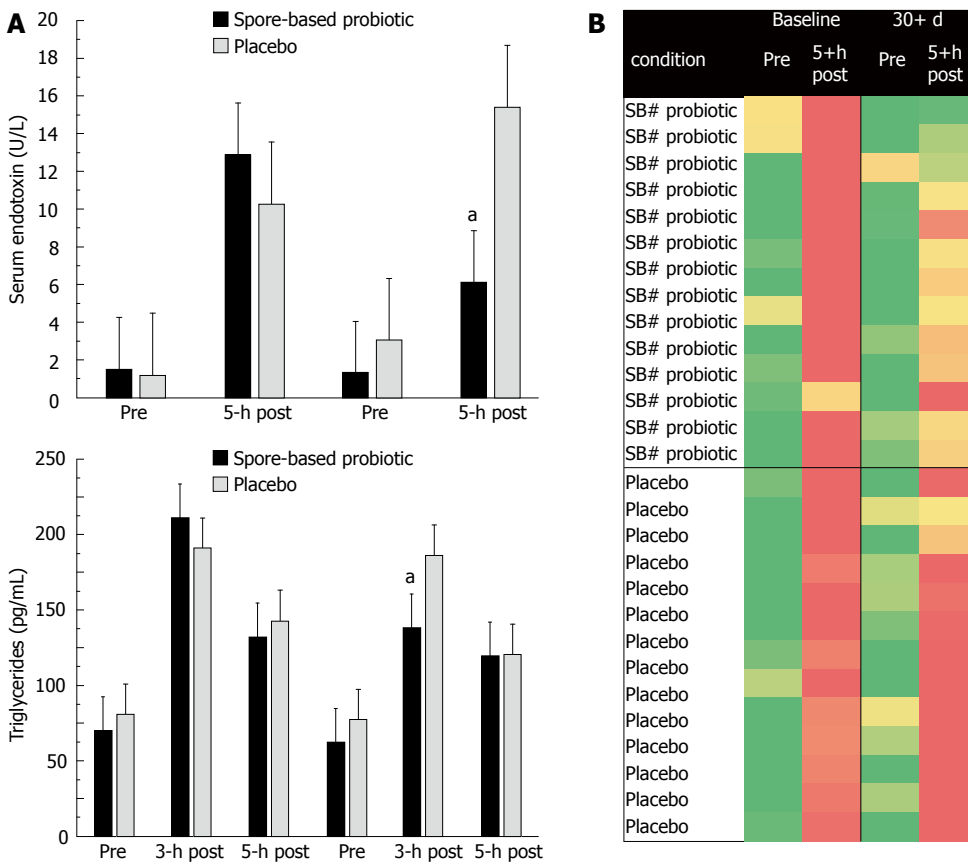 A
Spore-based probiotic
Placebo
Serum endotoxin (U/L)
20
18
16
14
12
10
8
6
4
2
0
a
Pre
5-h post
Pre
5-h post
Spore-based probiotic
Placebo
Triglycerides (pg/mL)
250
200
150
100
50
0
a
Pre
3-h post
5-h post
Pre
3-h post
5-h post
B
Baseline
30+ d
condition
Pre
5+h
post
Pre
5+h
post
SB# probiotic
SB# probiotic
SB# probiotic
SB# probiotic
SB# probiotic
SB# probiotic
SB# probiotic
SB# probiotic
SB# probiotic
SB# probiotic
SB# probiotic
SB# probiotic
SB# probiotic
SB# probiotic
Placebo
Placebo
Placebo
Placebo
Placebo
Placebo
Placebo
Placebo
Placebo
Placebo
Placebo
Placebo
Placebo
Placebo